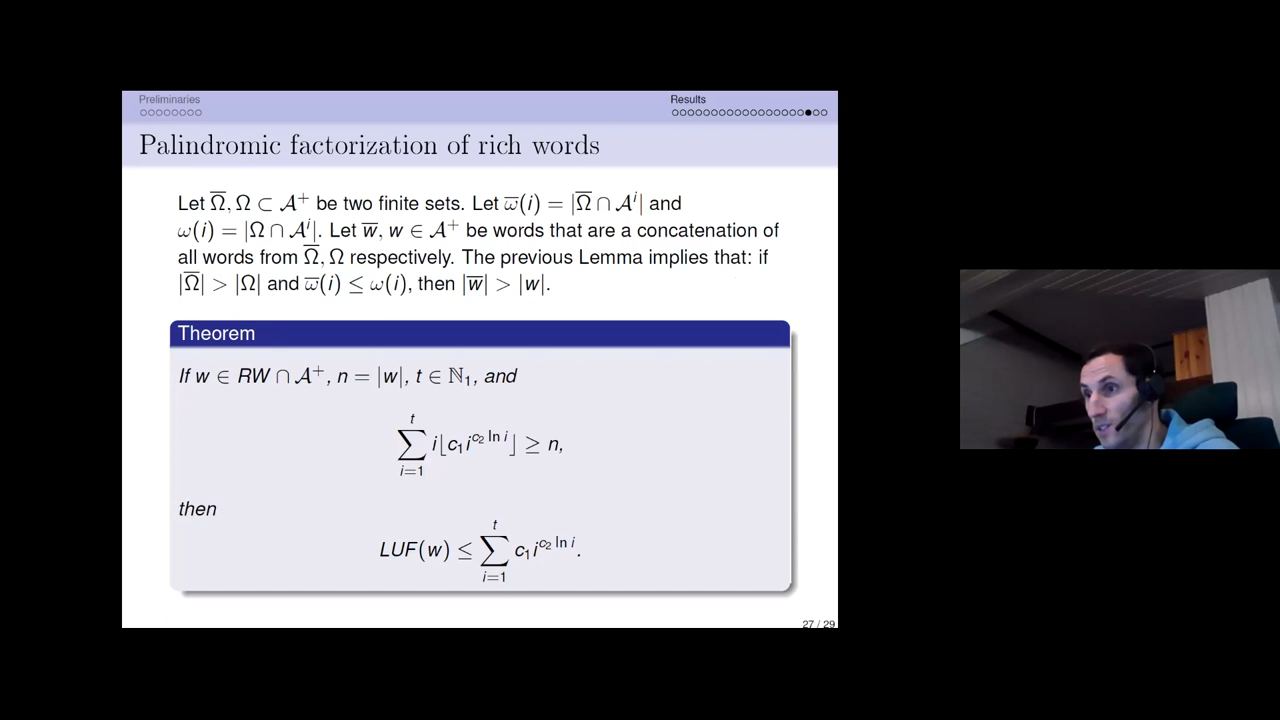 Preliminaries Results
Palindromic factorization of rich words
Let Ω̅, Ω ⊂ 𝒜⁺ be two finite sets. Let ω̅(i) = |Ω̅ ∩ 𝒜ⁱ| and
ω(i) = |Ω ∩ 𝒜ⁱ|. Let w̅, w ∈ 𝒜⁺ be words that are a concatenation of
all words from Ω̅, Ω respectively. The previous Lemma implies that: if
|Ω̅| > |Ω| and ω̅(i) ≤ ω(i), then |w̅| > |w|.
Theorem
If w ∈ RW ∩ 𝒜⁺, n = |w|, t ∈ ℕ₁, and
∑_{i=1}^{t} i⌊c₁i^{c₂ ln i}⌋ ≥ n,
then
LUF(w) ≤ ∑_{i=1}^{t} c₁i^{c₂ ln i}.
27 / 29